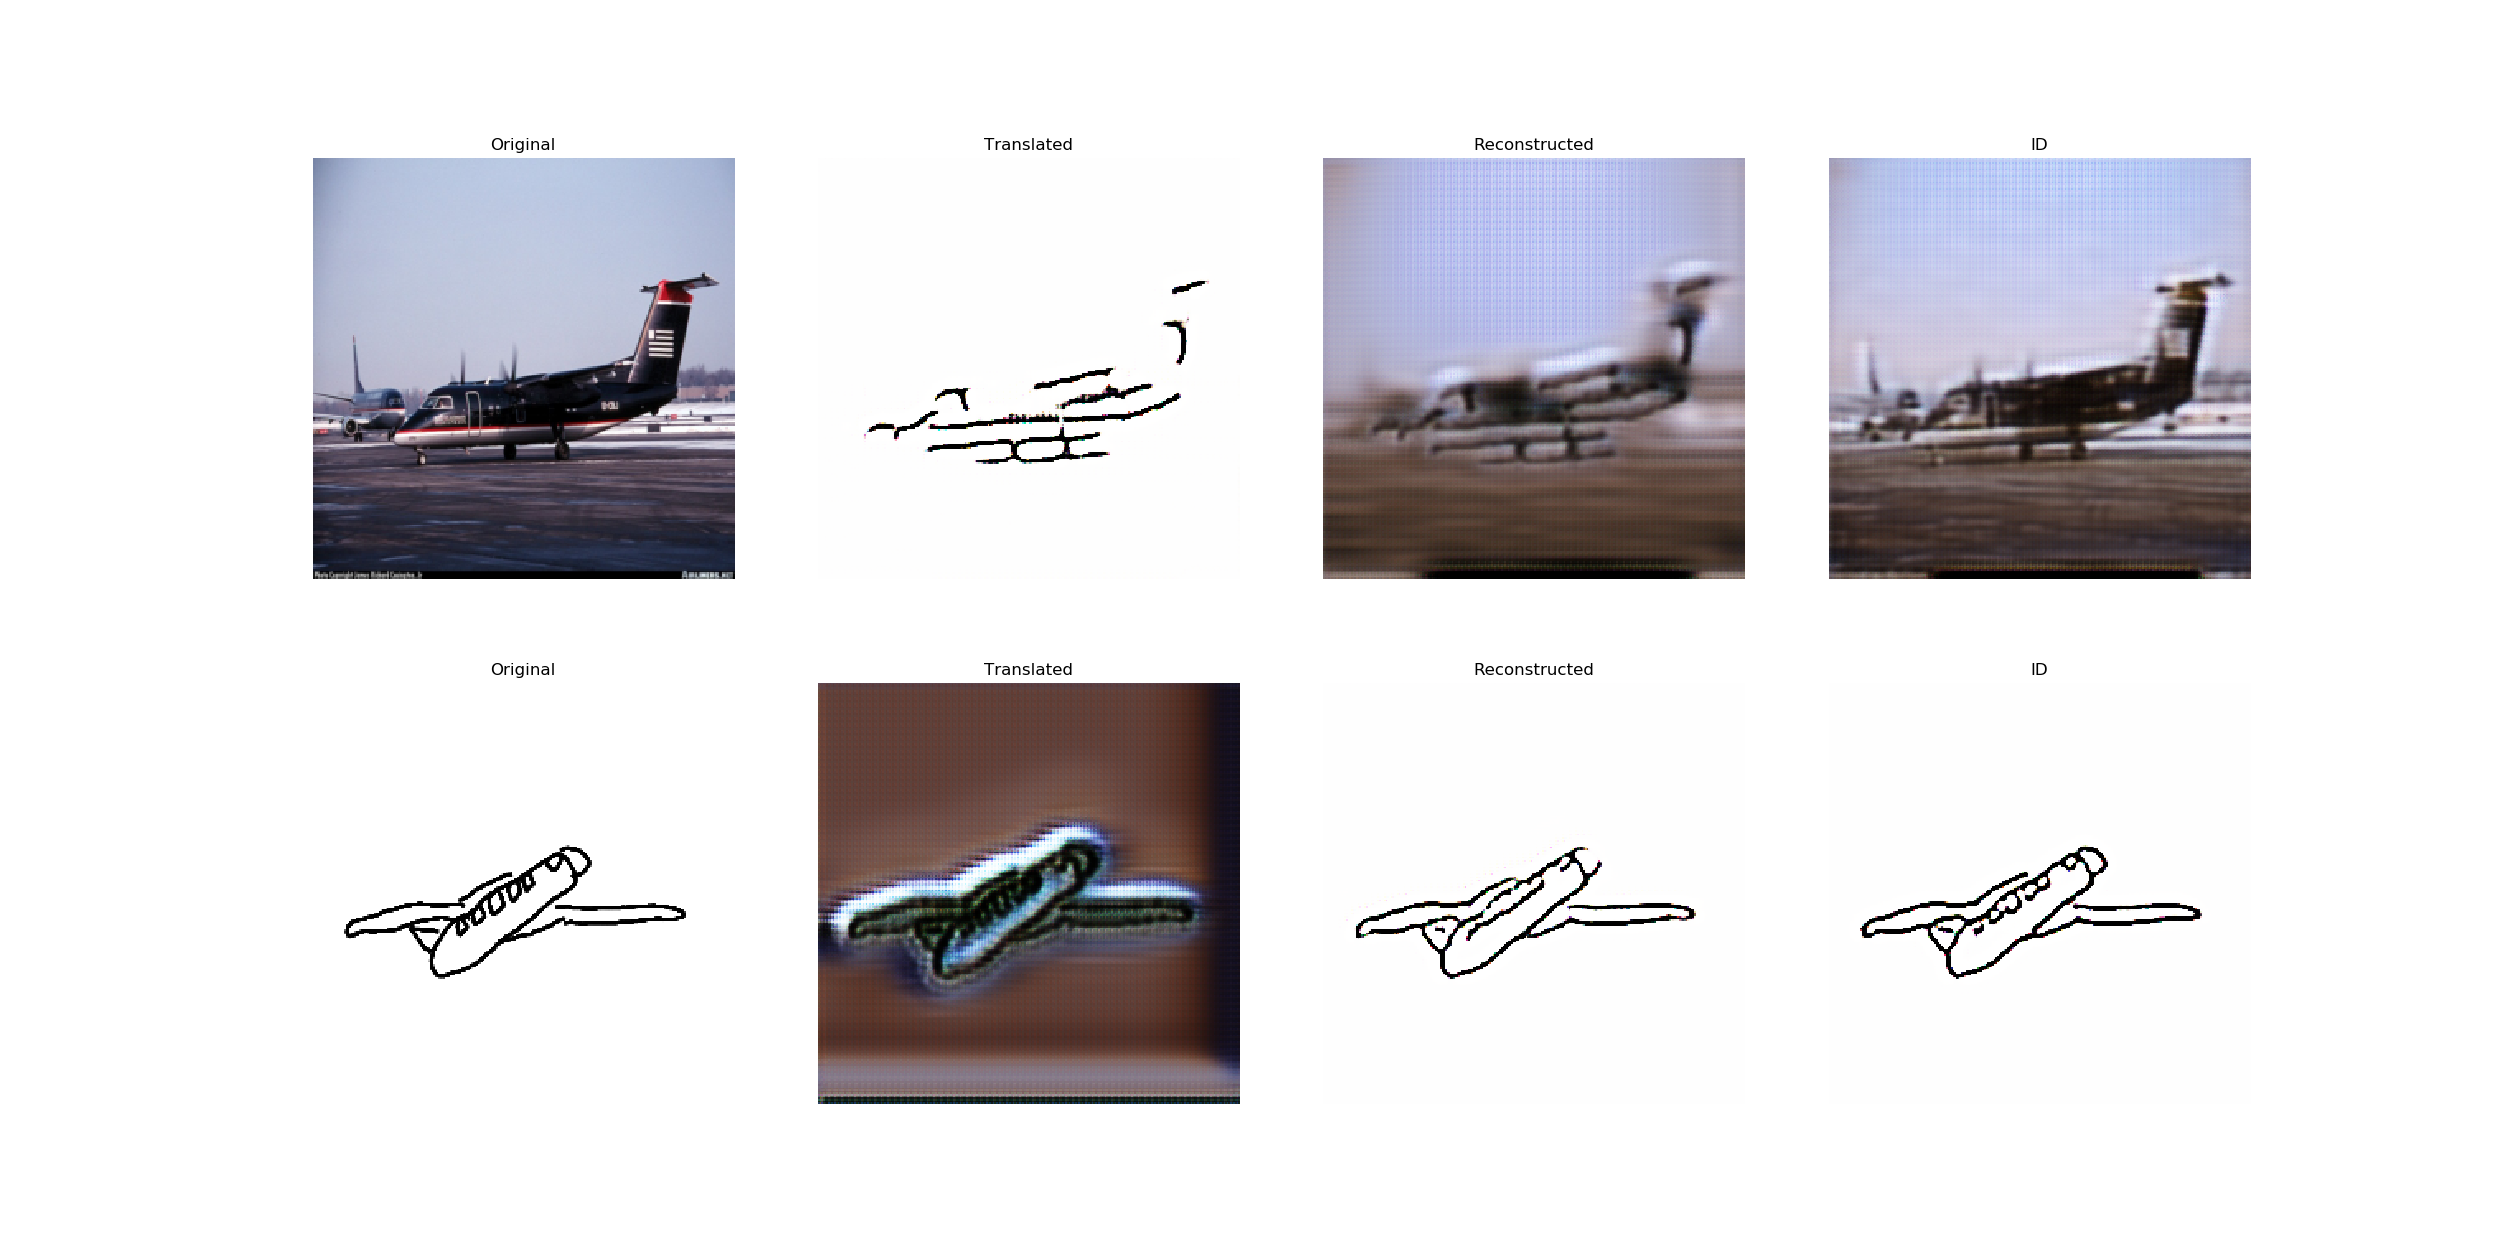 Original
Translated
Reconstructed
ID
Original
Translated
Reconstructed
ID